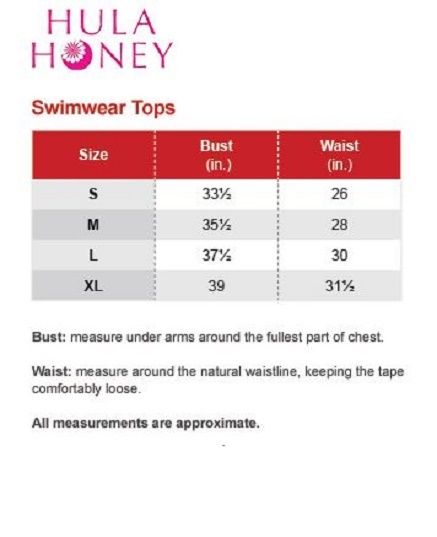 HULA
HONEY
Swimwear Tops
Size Bust (in.) Waist (in.)
S 33½ 26
M 35½ 28
L 37½ 30
XL 39 31½
Bust: measure under arms around the fullest part of chest.
Waist: measure around the natural waistline, keeping the tape
comfortably loose.
All measurements are approximate.